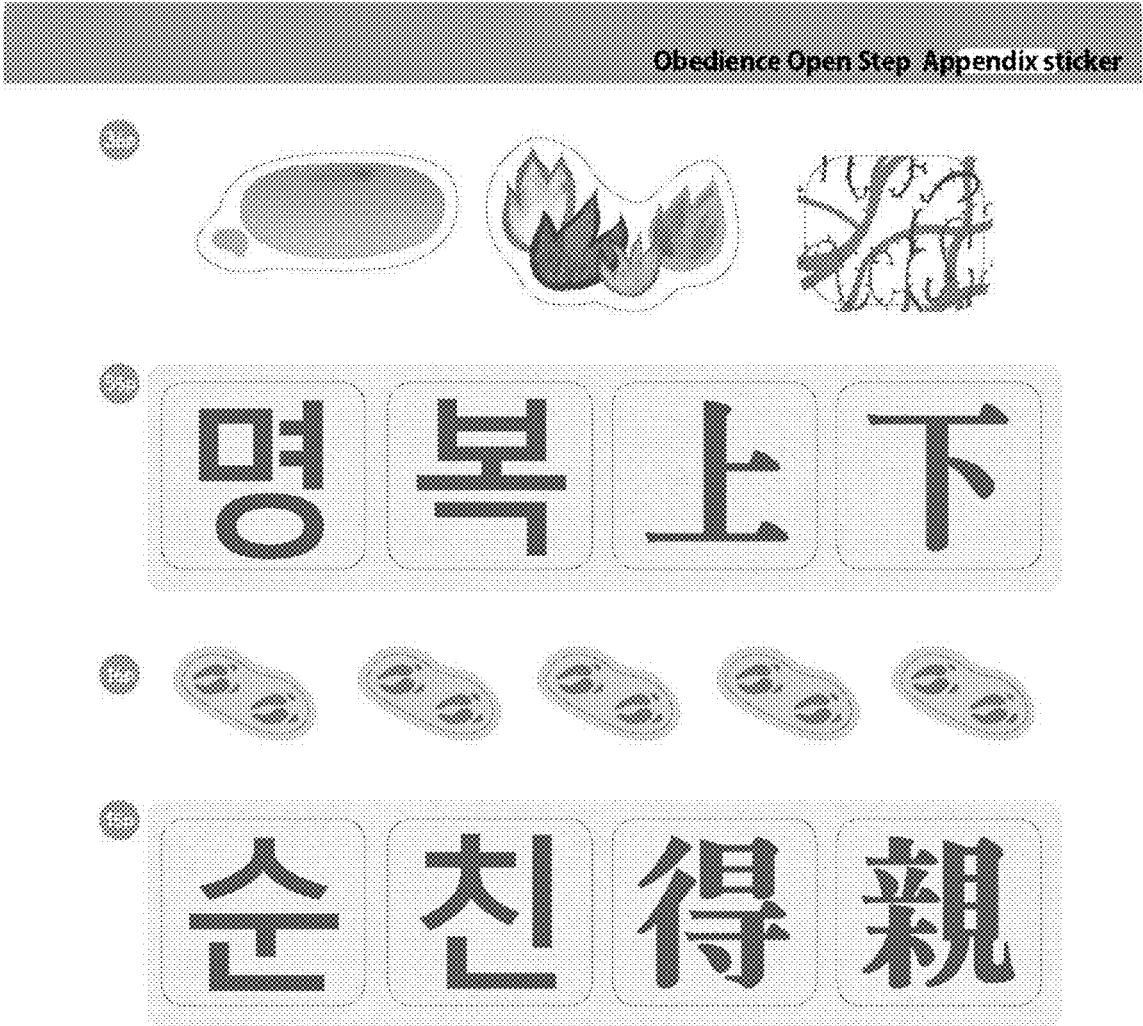 Obedience Open Step Appendix sticker
명 복 上 下
순 친 得 親